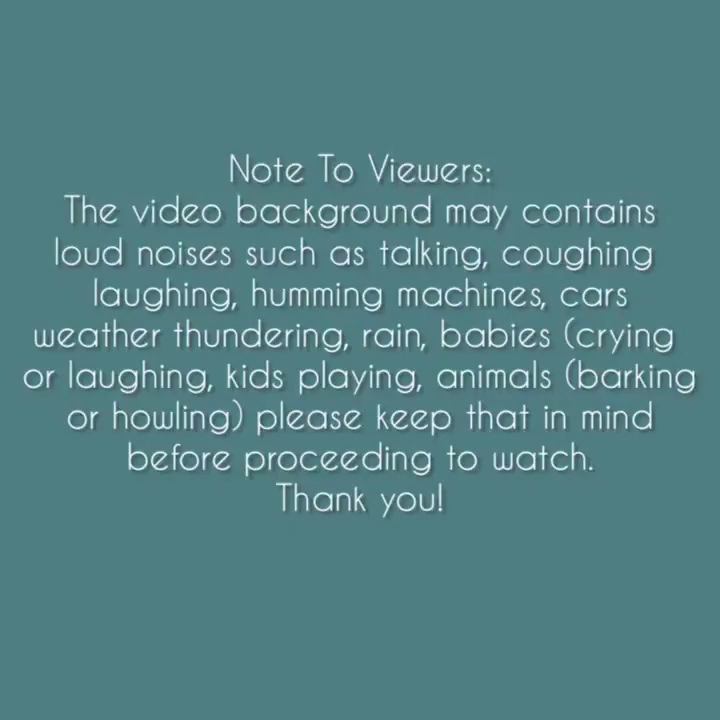 Note To Viewers:
The video background may contains
loud noises such as talking, coughing
laughing, humming machines, cars
weather thundering, rain, babies (crying
or laughing, kids playing, animals (barking
or howling) please keep that in mind
before proceeding to watch.
Thank you!